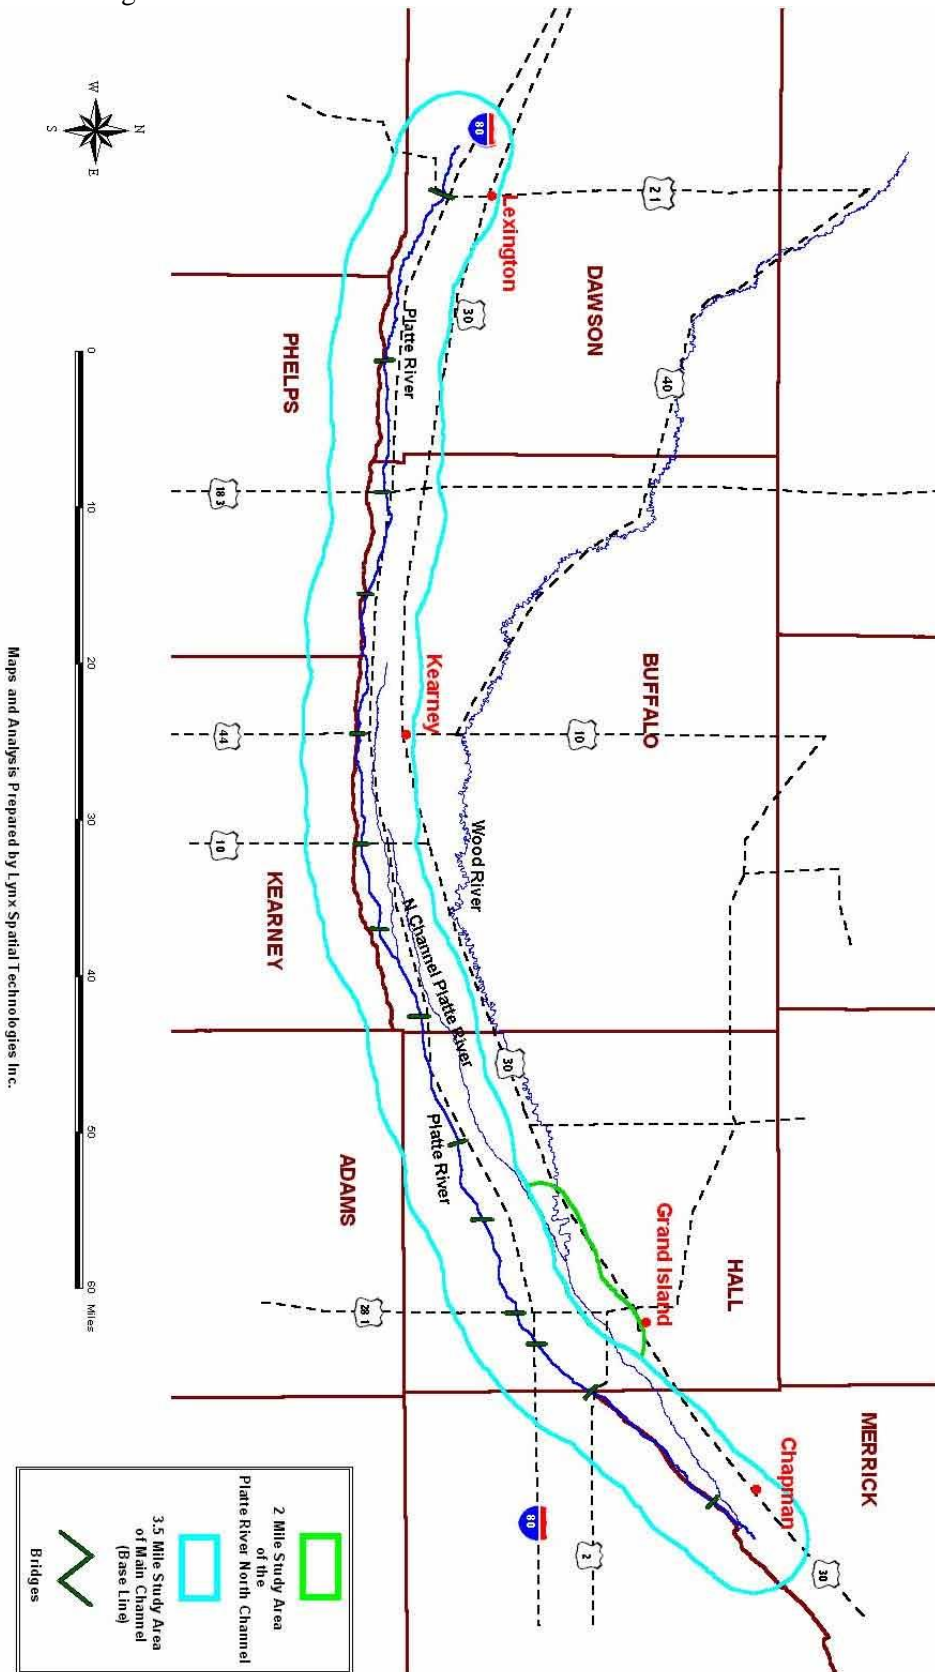 W
N
S
E
80
Lexington
21
DAWSON
30
Platte River
PHELPS
40
183
BUFFALO
Kearney
10
44
Wood River
10
KEARNEY
N Channel Platte River
30
Platte River
ADAMS
Grand Island
HALL
281
MERRICK
Chapman
30
80
2
0
10
20
30
40
50
60 Miles
2 Mile Study Area
of the
Platte River North Channel
3.5 Mile Study Area
of Main Channel
(Base Line)
Bridges
Maps and Analysis Prepared by Lynx Spatial Technologies Inc.